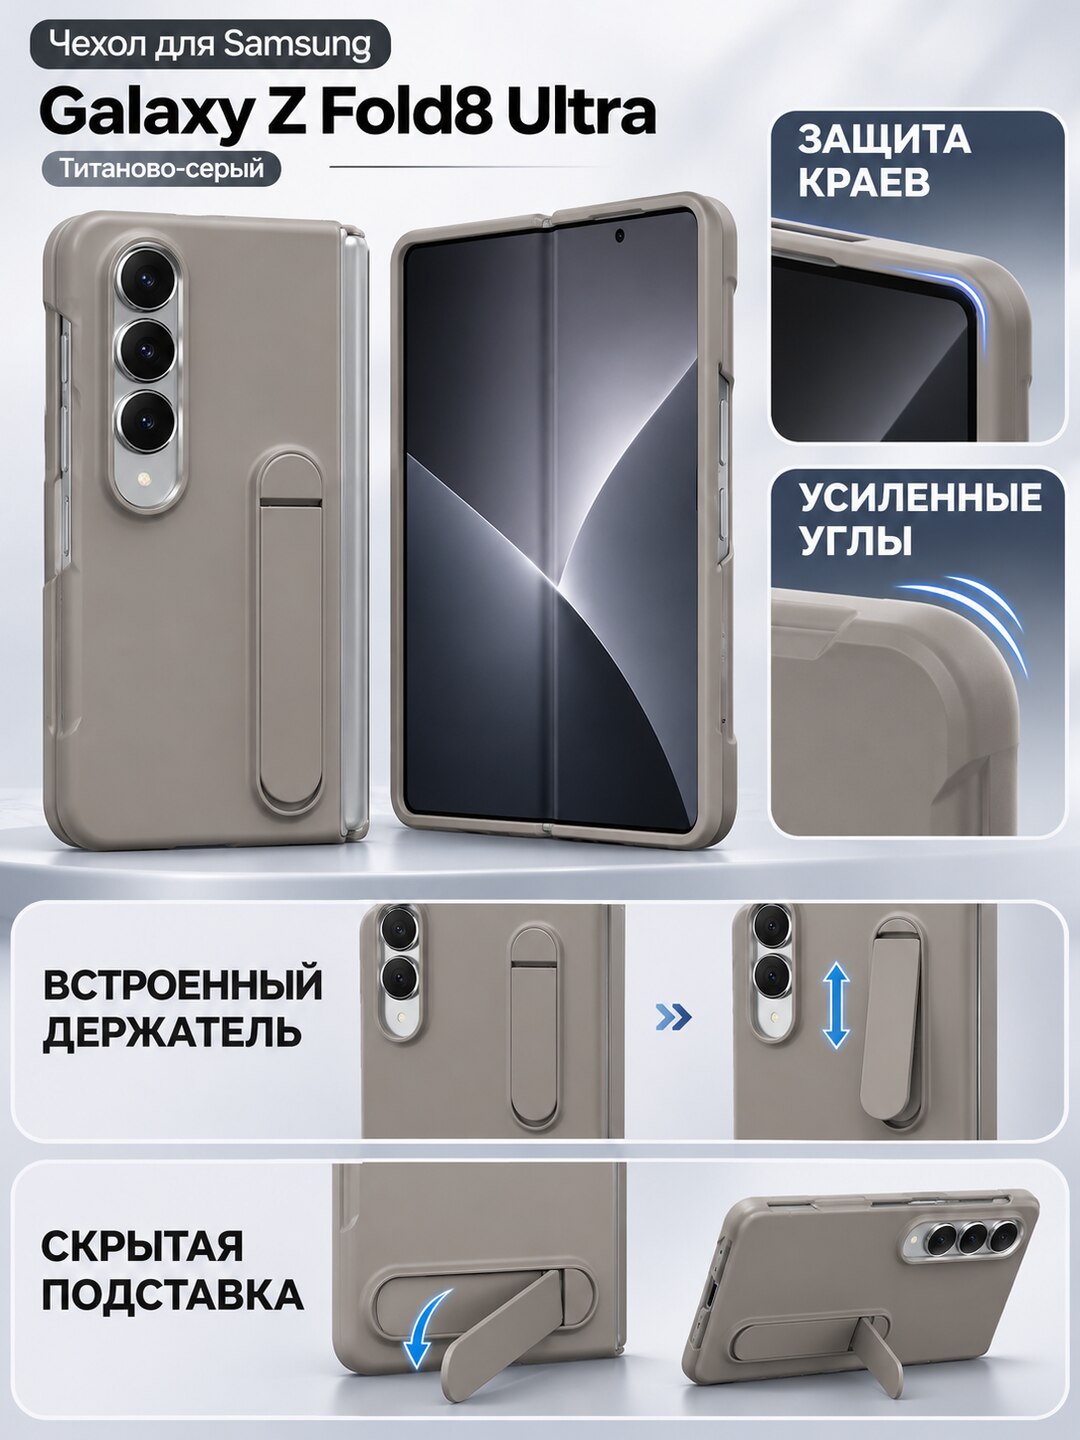 Чехол для Samsung
Galaxy Z Fold8 Ultra
Титаново-серый
ЗАЩИТА
КРАЕВ
УСИЛЕННЫЕ
УГЛЫ
ВСТРОЕННЫЙ
ДЕРЖАТЕЛЬ
СКРЫТАЯ
ПОДСТАВКА